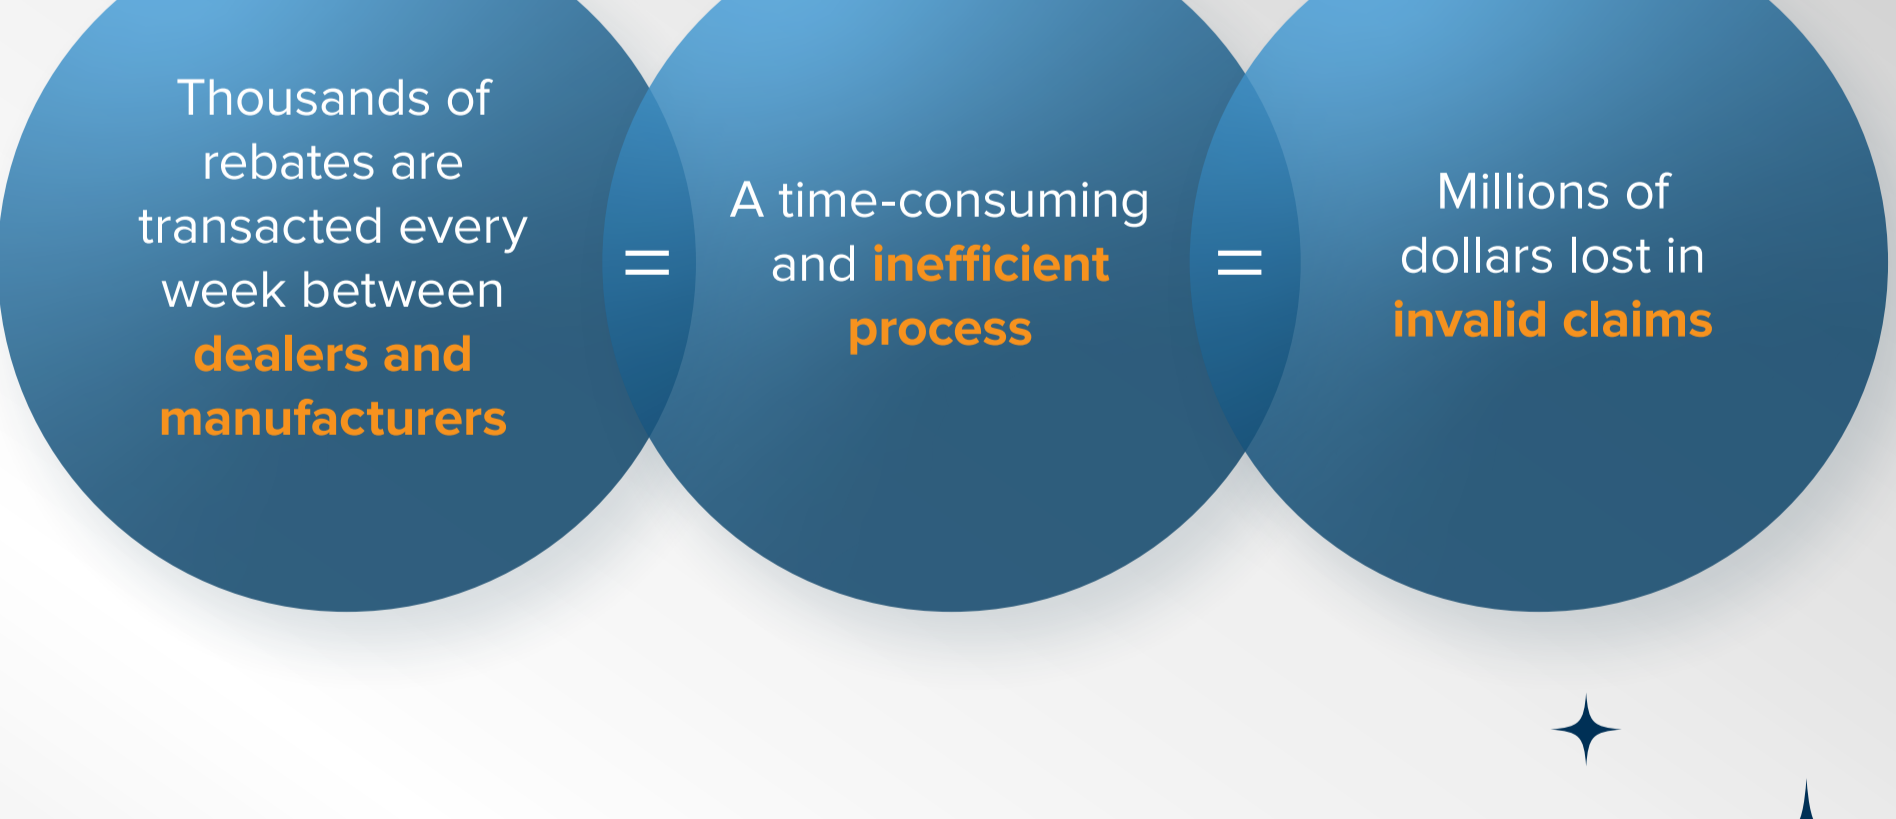 Thousands of
rebates are
transacted every
week between
dealers and
manufacturers
=
A time-consuming
and inefficient
process
=
Millions of
dollars lost in
invalid claims